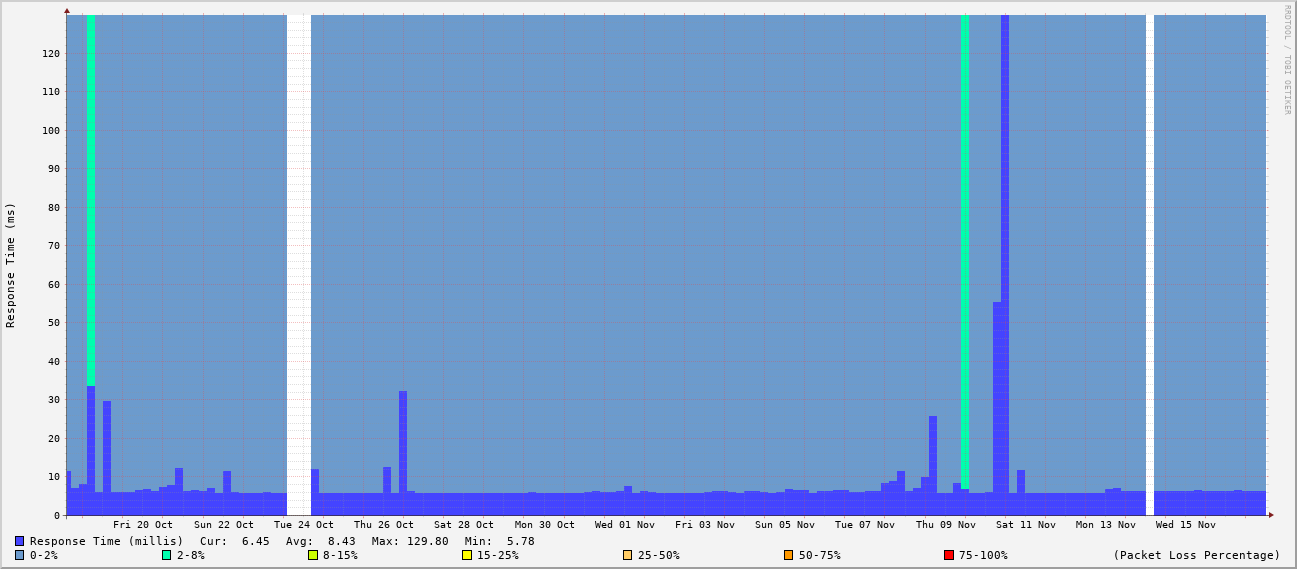 RRDTOOL / TOBI OETIKER
Response Time (ms)
120
110
100
90
80
70
60
50
40
30
20
10
0
Fri 20 Oct Sun 22 Oct Tue 24 Oct Thu 26 Oct Sat 28 Oct Mon 30 Oct Wed 01 Nov Fri 03 Nov Sun 05 Nov Tue 07 Nov Thu 09 Nov Sat 11 Nov Mon 13 Nov Wed 15 Nov
Response Time (millis) Cur: 6.45 Avg: 8.43 Max: 129.80 Min: 5.78
0-2% 2-8% 8-15% 15-25% 25-50% 50-75% 75-100% (Packet Loss Percentage)